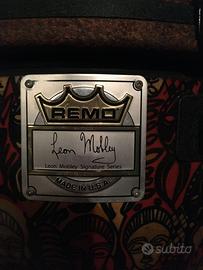 REMO
Leon Mobley
Leon Mobley Signature Series
MADE IN U.S.A.
subito